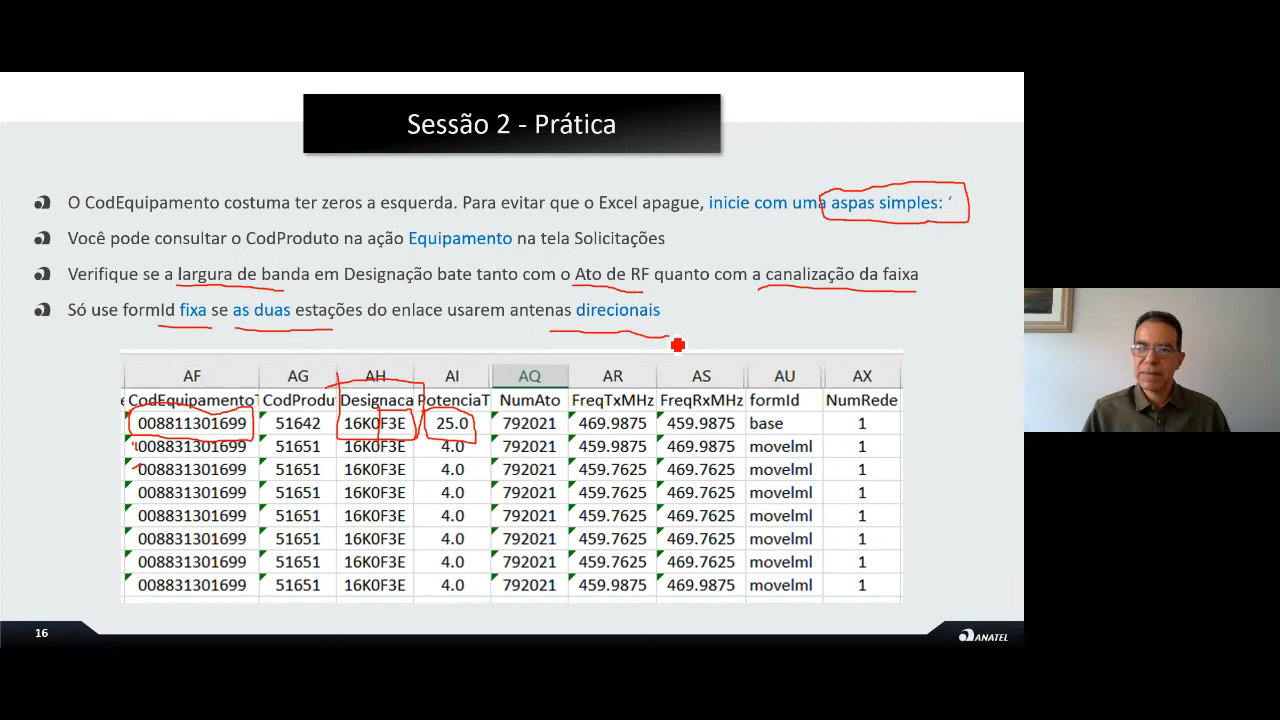 Sessão 2 - Prática
O CodEquipamento costuma ter zeros a esquerda. Para evitar que o Excel apague, inicie com uma aspas simples: ‘
Você pode consultar o CodProduto na ação Equipamento na tela Solicitações
Verifique se a largura de banda em Designação bate tanto com o Ato de RF quanto com a canalização da faixa
Só use formId fixa se as duas estações do enlace usarem antenas direcionais
AF AG AH AI AQ AR AS AU AX
CodEquipamento CodProdu Designaca PotenciaT NumAto FreqTxMHz FreqRxMHz formId NumRede
008811301699 51642 16K0F3E 25.0 792021 469.9875 459.9875 base 1
008831301699 51651 16K0F3E 4.0 792021 459.9875 469.9875 movelml 1
008831301699 51651 16K0F3E 4.0 792021 459.7625 469.7625 movelml 1
008831301699 51651 16K0F3E 4.0 792021 459.7625 469.7625 movelml 1
008831301699 51651 16K0F3E 4.0 792021 459.7625 469.7625 movelml 1
008831301699 51651 16K0F3E 4.0 792021 459.7625 469.7625 movelml 1
008831301699 51651 16K0F3E 4.0 792021 459.7625 469.7625 movelml 1
008831301699 51651 16K0F3E 4.0 792021 459.9875 469.9875 movelml 1
16
ANATEL